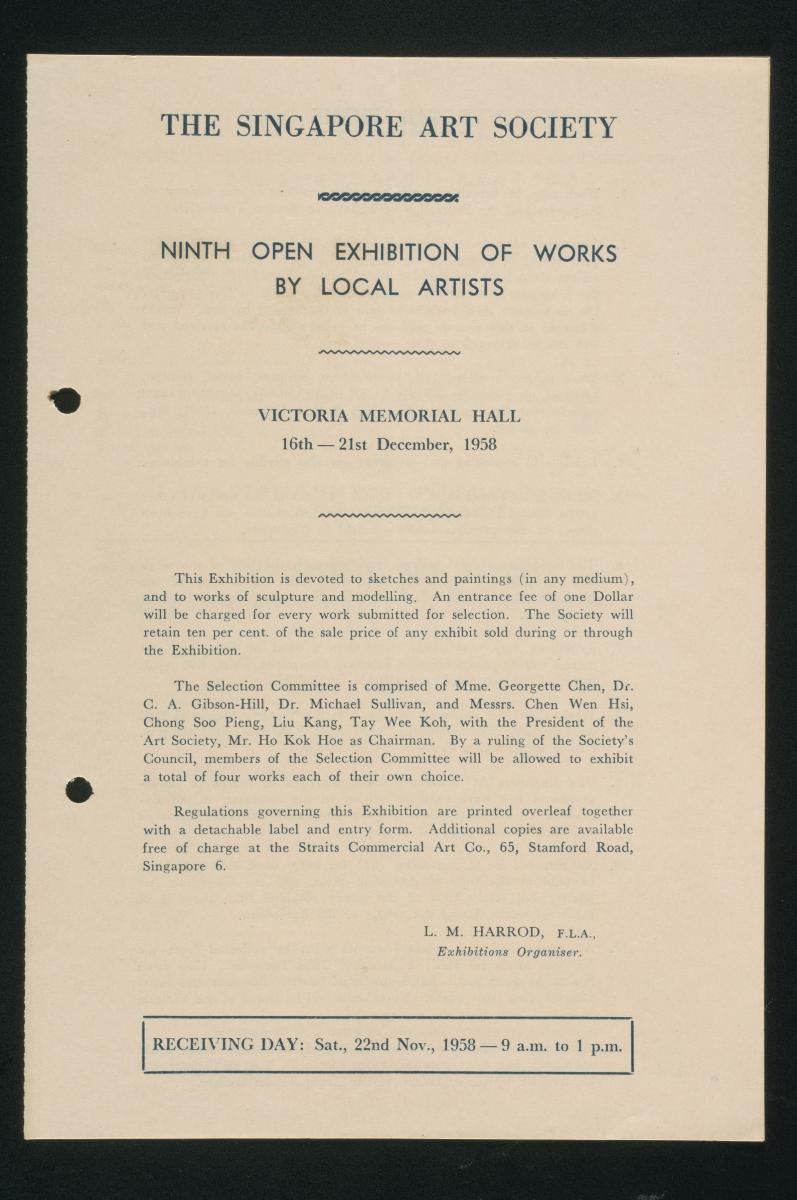 THE SINGAPORE ART SOCIETY
NINTH OPEN EXHIBITION OF WORKS
BY LOCAL ARTISTS
VICTORIA MEMORIAL HALL
16th — 21st December, 1958
This Exhibition is devoted to sketches and paintings (in any medium),
and to works of sculpture and modelling. An entrance fee of one Dollar
will be charged for every work submitted for selection. The Society will
retain ten per cent. of the sale price of any exhibit sold during or through
the Exhibition.
The Selection Committee is comprised of Mme. Georgette Chen, Dr.
C. A. Gibson-Hill, Dr. Michael Sullivan, and Messrs. Chen Wen Hsi,
Chong Soo Pieng, Liu Kang, Tay Wee Koh, with the President of the
Art Society, Mr. Ho Kok Hoe as Chairman. By a ruling of the Society's
Council, members of the Selection Committee will be allowed to exhibit
a total of four works each of their own choice.
Regulations governing this Exhibition are printed overleaf together
with a detachable label and entry form. Additional copies are available
free of charge at the Straits Commercial Art Co., 65, Stamford Road,
Singapore 6.
L. M. HARROD, F.L.A.,
Exhibitions Organiser.
RECEIVING DAY: Sat., 22nd Nov., 1958 — 9 a.m. to 1 p.m.